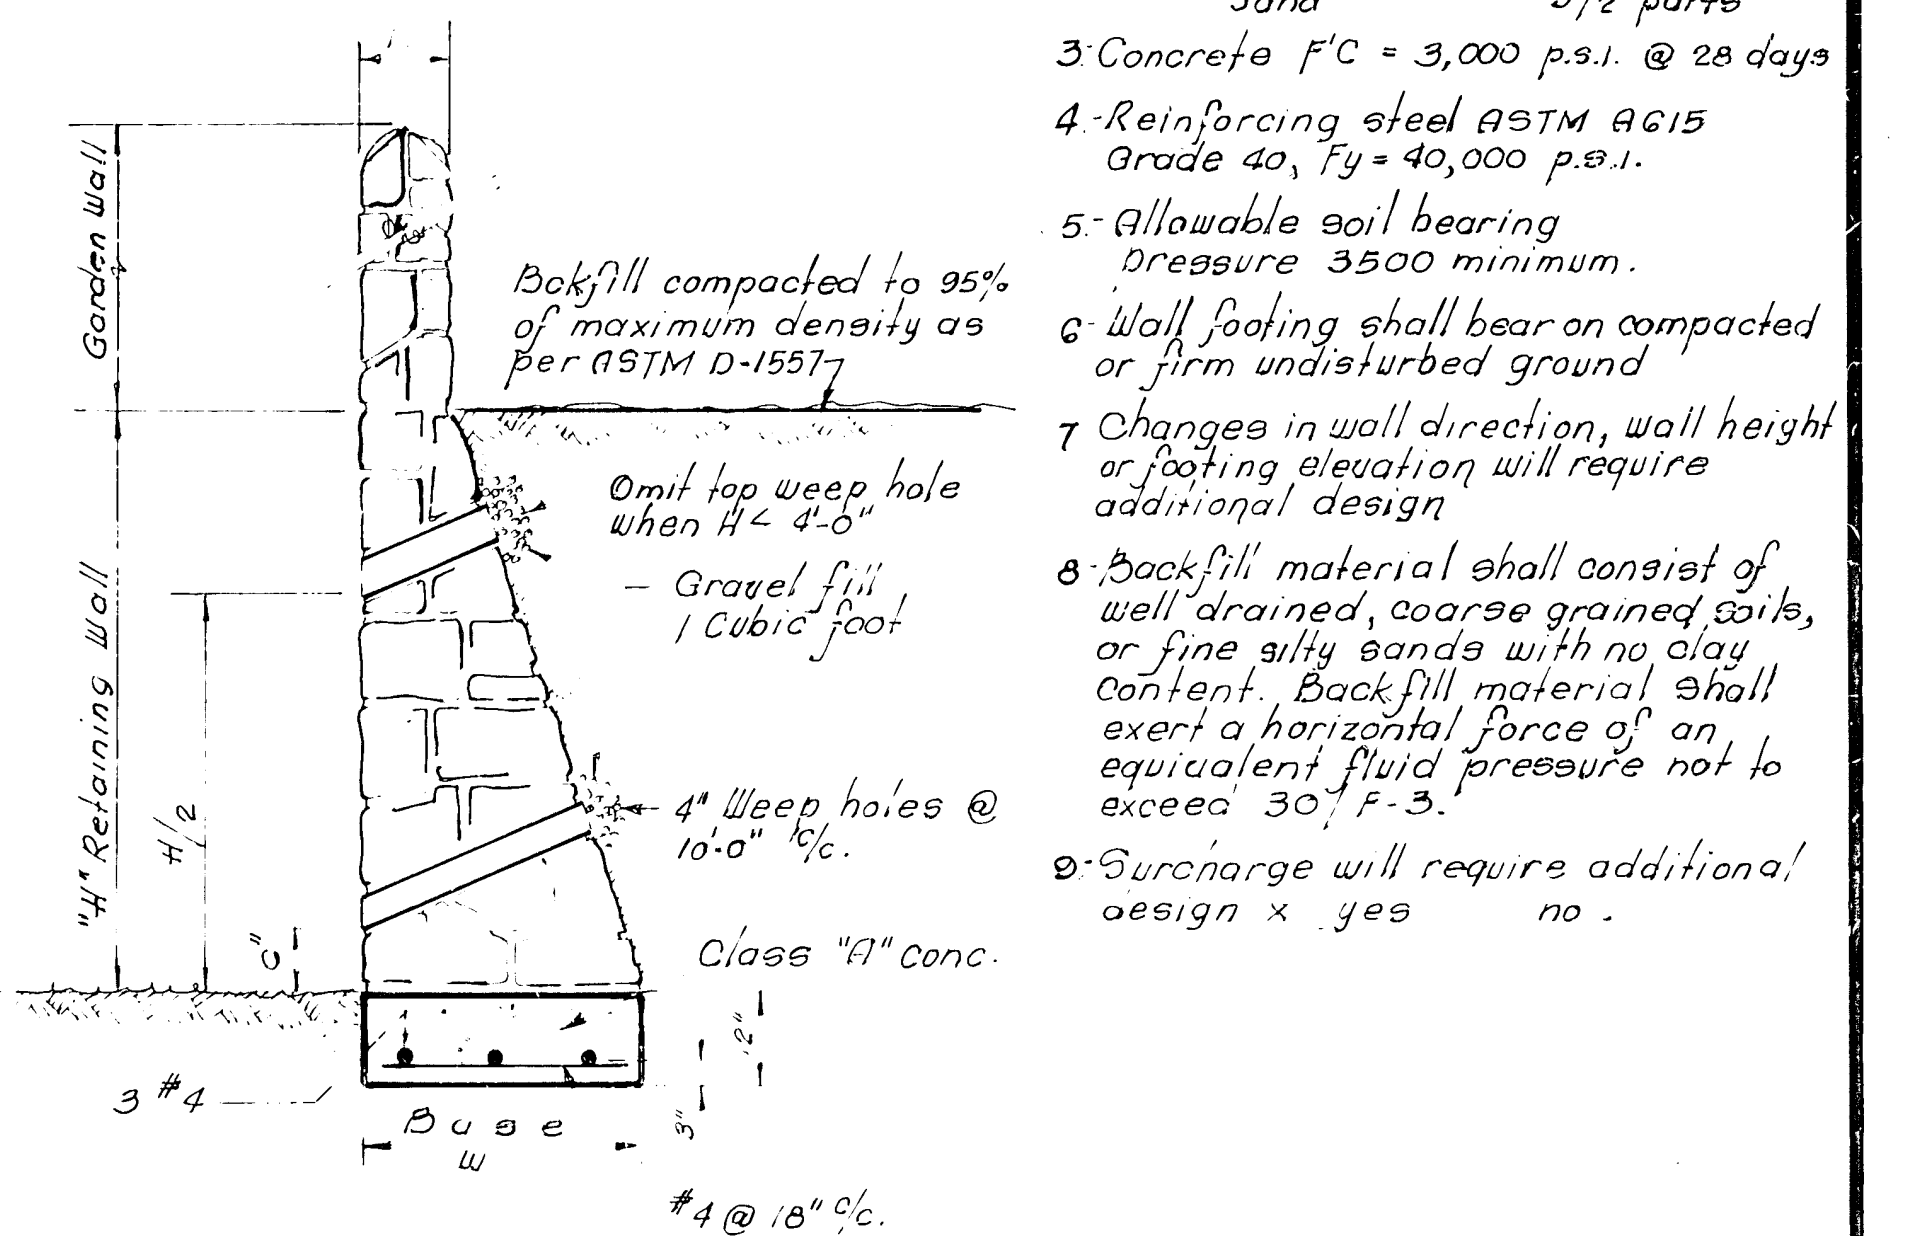 Garden Wall
"H" Retaining Wall
H/2
Bckfill compacted to 95%
of maximum density as
per ASTM D-1557
Omit top weep hole
when H < 4'-0"
- Gravel fill
1 Cubic foot
4" Weep holes @
10'-0" c/c.
Class "A" conc.
2"
3"
3 #4
Base
W
#4 @ 18" c/c.
Sand 3 1/2 parts
3.- Concrete F'C = 3,000 p.s.i. @ 28 days
4.- Reinforcing steel ASTM A615
Grade 40, Fy = 40,000 p.s.i.
5.- Allowable soil bearing
pressure 3500 minimum.
6- Wall footing shall bear on compacted
or firm undisturbed ground
7 Changes in wall direction, wall height
or footing elevation will require
additional design
8- Backfill material shall consist of
well drained, coarse grained soils,
or fine silty sands with no clay
content. Backfill material shall
exert a horizontal force of an
equivalent fluid pressure not to
exceed 30 / F-3.
9.- Surcharge will require additional
design x yes no .